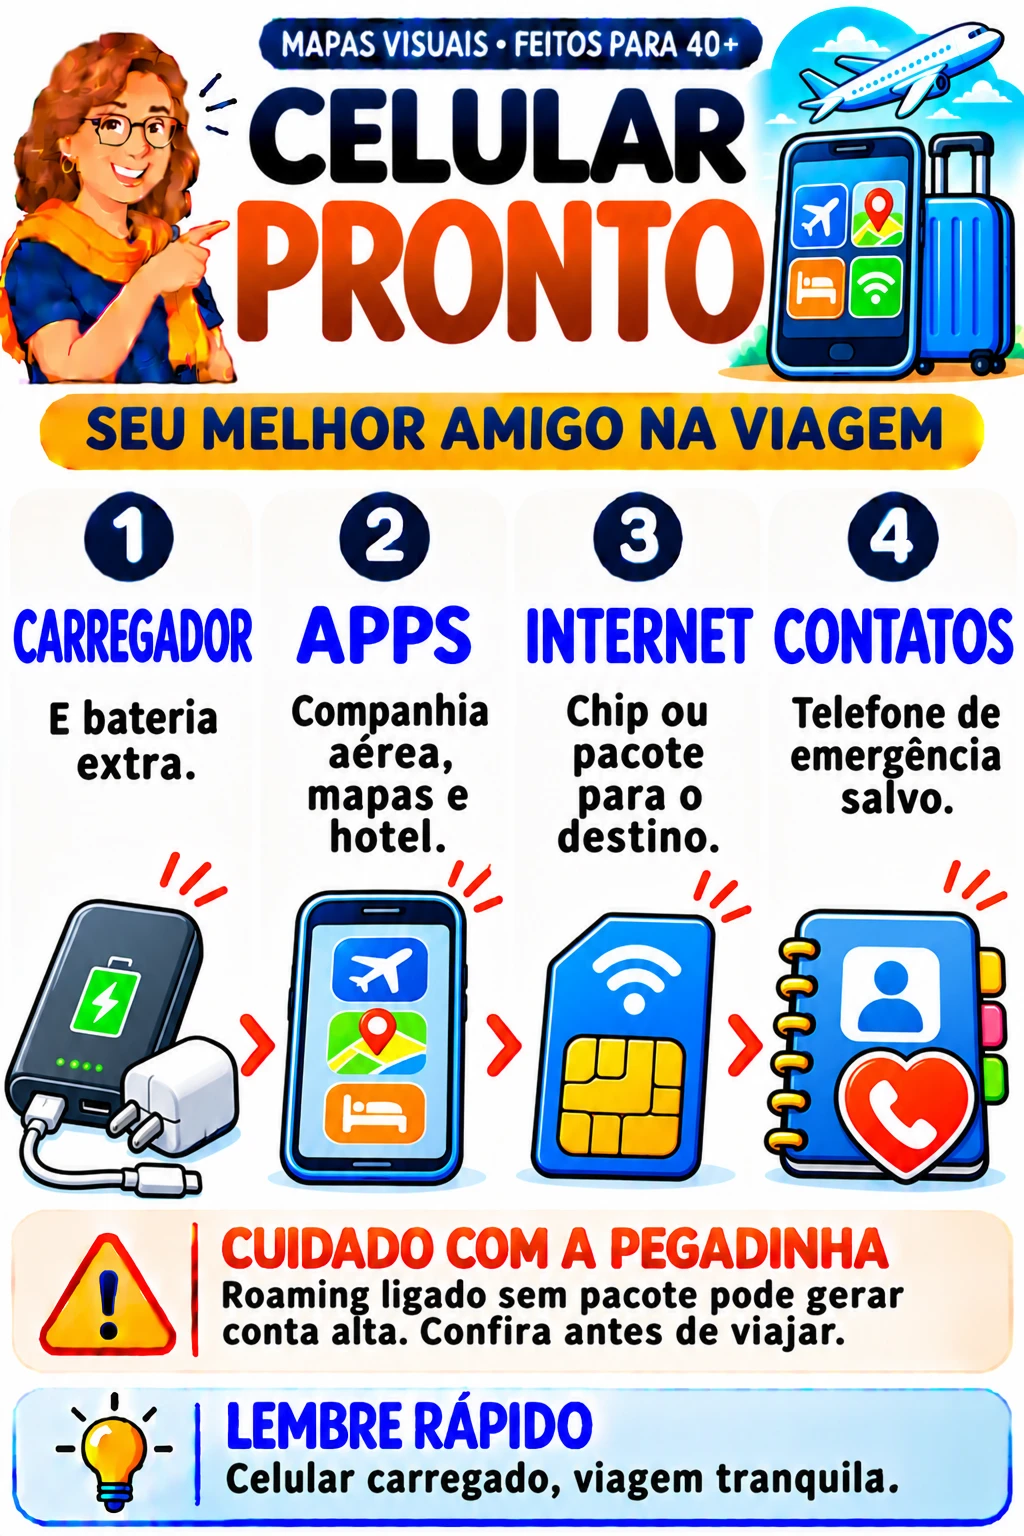 MAPAS VISUAIS • FEITOS PARA 40+
CELULAR
PRONTO
SEU MELHOR AMIGO NA VIAGEM
1
CARREGADOR
E bateria
extra.
2
APPS
Companhia
aérea,
mapas e
hotel.
3
INTERNET
Chip ou
pacote
para o
destino.
4
CONTATOS
Telefone de
emergência
salvo.
CUIDADO COM A PEGADINHA
Roaming ligado sem pacote pode gerar
conta alta. Confira antes de viajar.
LEMBRE RÁPIDO
Celular carregado, viagem tranquila.